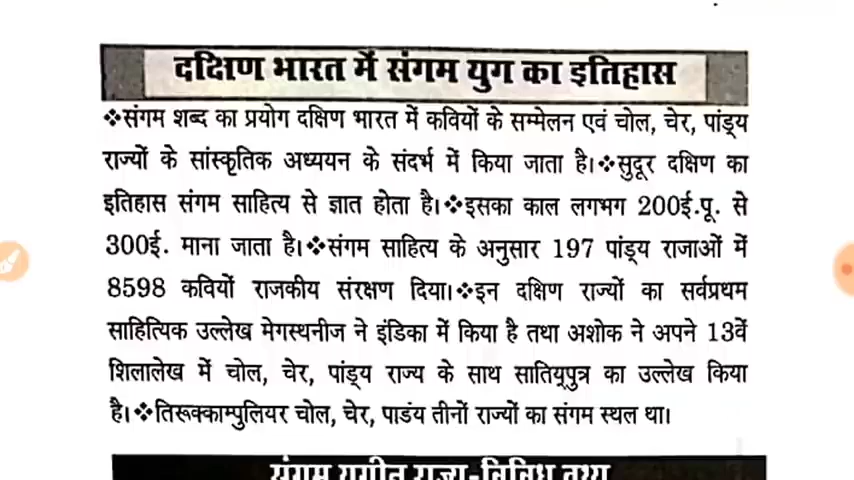 दक्षिण भारत में संगम युग का इतिहास
❖संगम शब्द का प्रयोग दक्षिण भारत में कवियों के सम्मेलन एवं चोल, चेर, पांड्य
राज्यों के सांस्कृतिक अध्ययन के संदर्भ में किया जाता है।❖सुदूर दक्षिण का
इतिहास संगम साहित्य से ज्ञात होता है।❖इसका काल लगभग 200ई.पू. से
300ई. माना जाता है।❖संगम साहित्य के अनुसार 197 पांड्य राजाओं में
8598 कवियों राजकीय संरक्षण दिया।❖इन दक्षिण राज्यों का सर्वप्रथम
साहित्यिक उल्लेख मेगस्थनीज ने इंडिका में किया है तथा अशोक ने अपने 13वें
शिलालेख में चोल, चेर, पांड्य राज्य के साथ सातियूपुत्र का उल्लेख किया
है।❖तिरूक्काम्पुलियर चोल, चेर, पाडंय तीनों राज्यों का संगम स्थल था।
संगम युगीन राज्य-विविध तथ्य